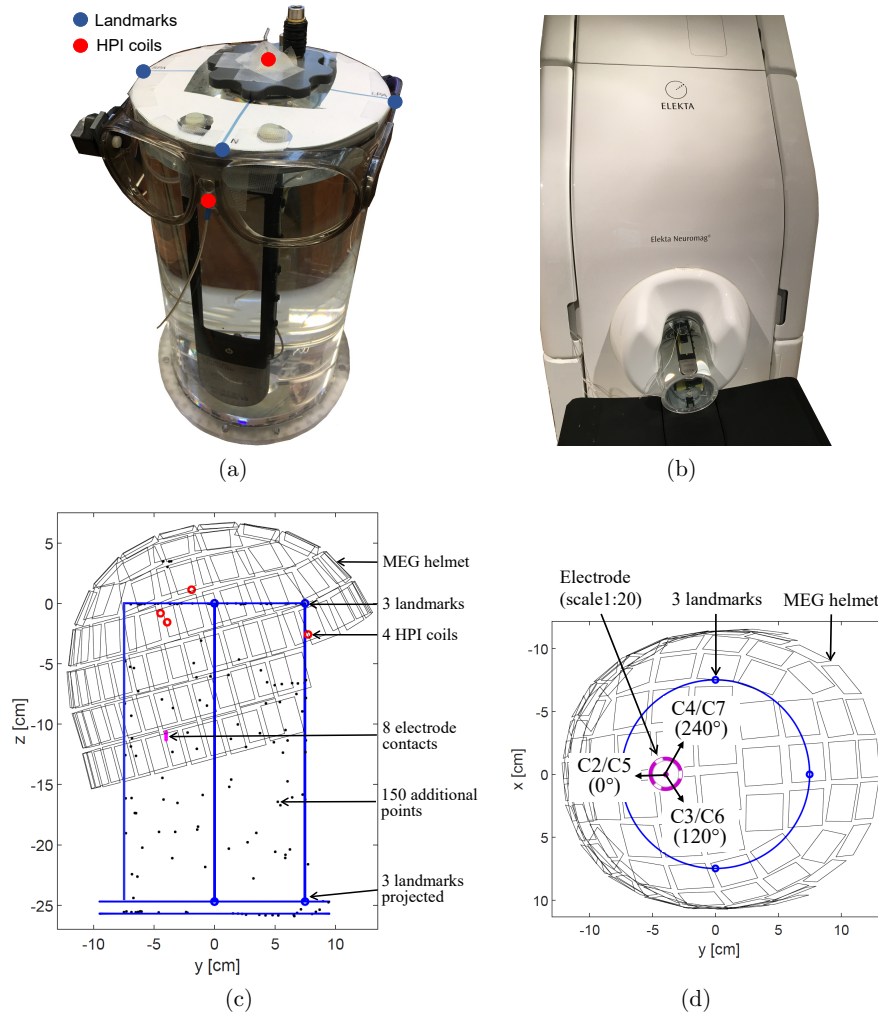 Landmarks
HPI coils
N
ELEKTA
Elekta Neuromag®
(a)
(b)
5
0
-5
-10
-15
-20
-25
z [cm]
-10
-5
0
5
10
y [cm]
MEG helmet
3 landmarks
4 HPI coils
8 electrode
contacts
150 additional
points
3 landmarks
projected
(c)
Electrode
(scale1:20)
3 landmarks
MEG helmet
-10
-5
0
5
10
x [cm]
C4/C7
(240°)
C2/C5
(0°)
C3/C6
(120°)
-10
-5
0
5
10
y [cm]
(d)